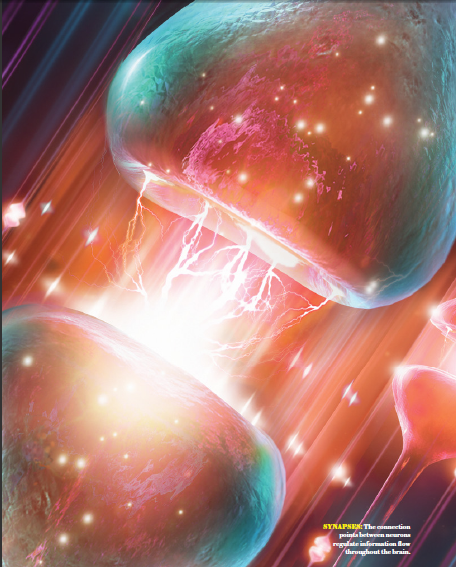 SYNAPSES: The connection
points between neurons
regulate information flow
throughout the brain.